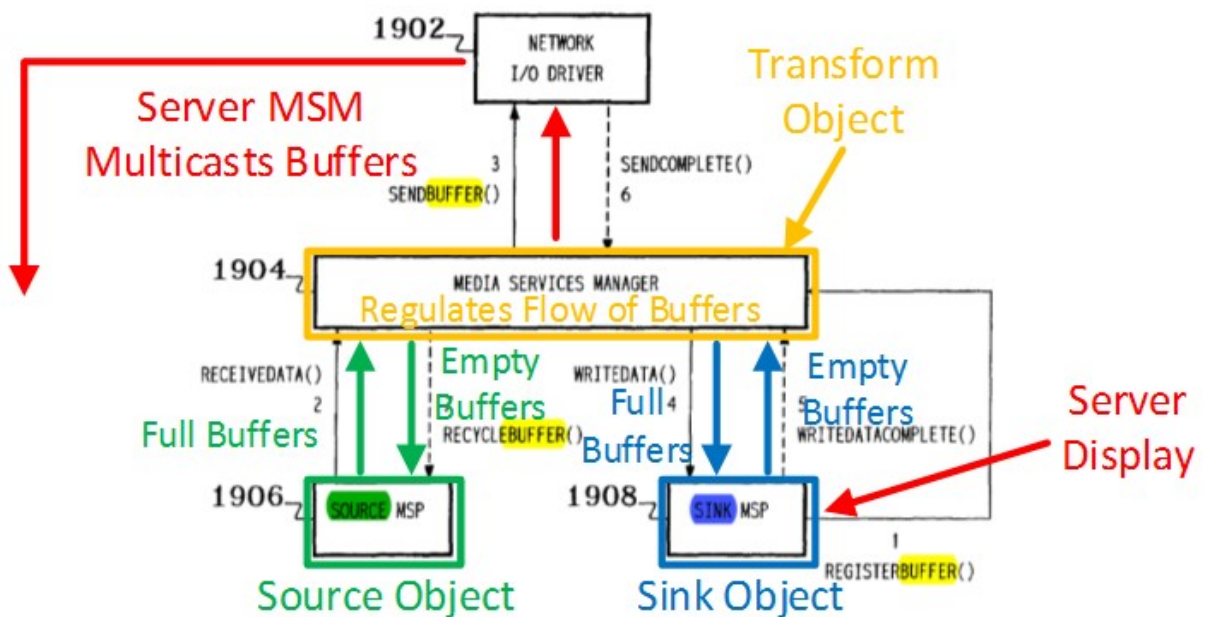 1902
NETWORK
I/O DRIVER
Transform
Object
Server MSM
Multicasts Buffers
3
SENDBUFFER()
SENDCOMPLETE()
6
1904
MEDIA SERVICES MANAGER
Regulates Flow of Buffers
RECEIVEDATA()
2
Full Buffers
Empty
Buffers
RECYCLEBUFFER()
WRITEDATA()
4
Full
Buffers
Empty
Buffers
5
WRITEDATACOMPLETE()
Server
Display
1906
SOURCE MSP
1908
SINK MSP
1
REGISTERBUFFER()
Source Object
Sink Object